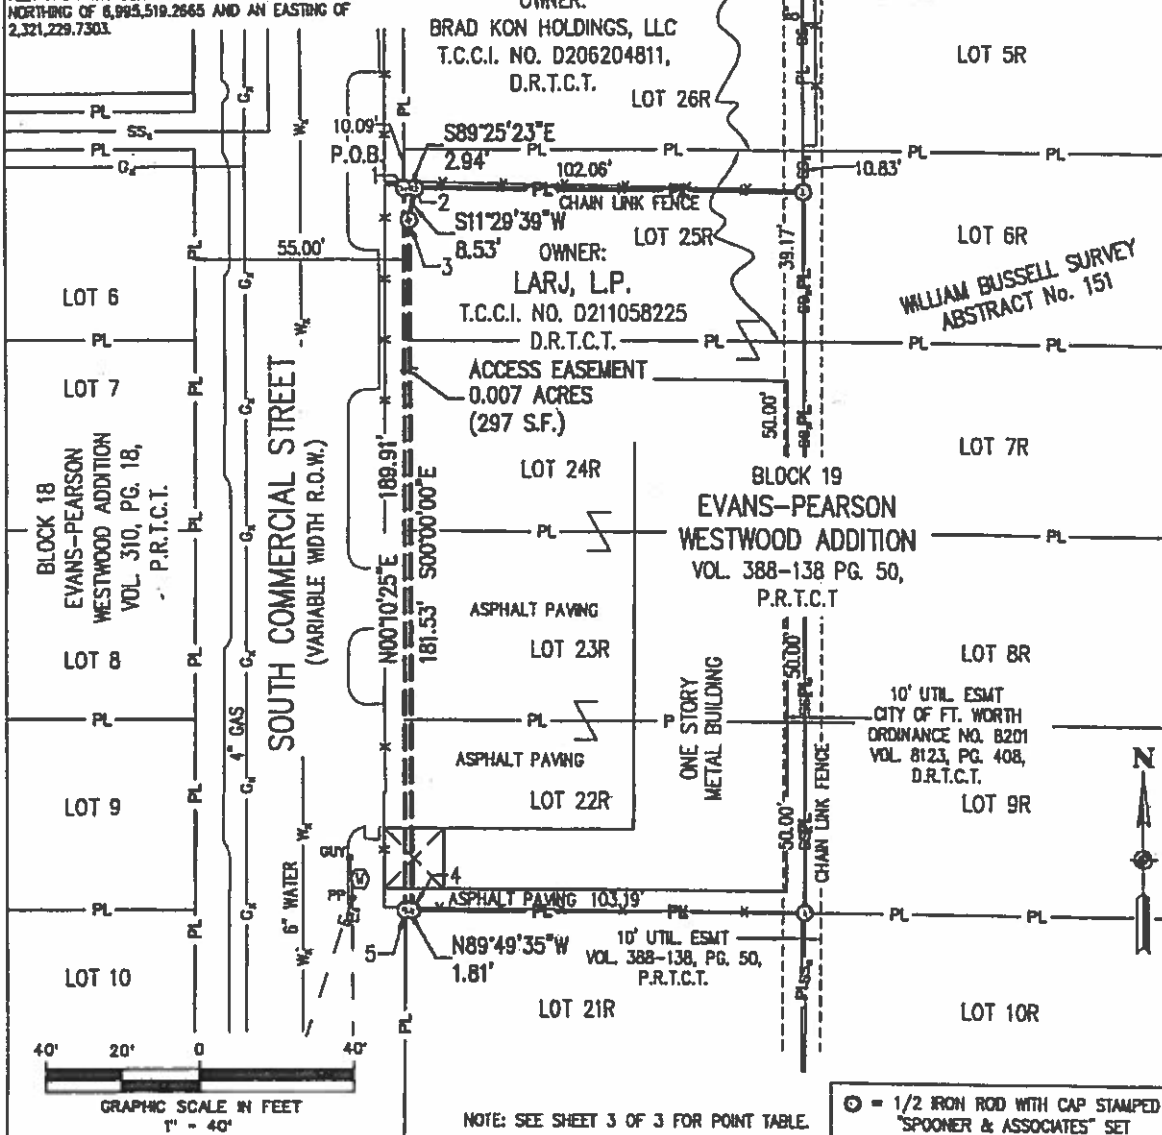 NORTHING OF 6,995,519.2665 AND AN EASTING OF
2,321,229.7303.
OWNER:
BRAD KON HOLDINGS, LLC
T.C.C.I. NO. D206204811,
D.R.T.C.T.
LOT 26R
LOT 5R
8'
PL
SS
G
W
10.09'
P.O.B.
1
S89°25'23"E
2.94'
102.06'
10.83'
CHAIN LINK FENCE
2
S11°29'39"W
8.53'
3
55.00'
OWNER:
LARJ, L.P.
T.C.C.I. NO. D211058225
D.R.T.C.T.
LOT 25R
39.17'
LOT 6R
WILLIAM BUSSELL SURVEY
ABSTRACT No. 151
LOT 6
LOT 7
ACCESS EASEMENT
0.007 ACRES
(297 S.F.)
50.00'
LOT 24R
LOT 7R
BLOCK 18
EVANS-PEARSON
WESTWOOD ADDITION
VOL. 310, PG. 18,
P.R.T.C.T.
SOUTH COMMERCIAL STREET
(VARIABLE WIDTH R.O.W.)
N00°10'25"E 189.91'
181.53' S00°00'00"E
BLOCK 19
EVANS-PEARSON
WESTWOOD ADDITION
VOL. 388-138 PG. 50,
P.R.T.C.T
ASPHALT PAVING
LOT 23R
LOT 8
LOT 8R
50.00'
ONE STORY
METAL BUILDING
P
10' UTIL. ESMT
CITY OF FT. WORTH
ORDINANCE NO. 8201
VOL. 8123, PG. 408,
D.R.T.C.T.
4" GAS
ASPHALT PAVING
LOT 22R
LOT 9
LOT 9R
50.00'
CHAIN LINK FENCE
N
GUY
W
PP
6" WATER
4
ASPHALT PAVING 103.19'
5
N89°49'35"W
1.81'
10' UTIL. ESMT
VOL. 388-138, PG. 50,
P.R.T.C.T.
LOT 10
LOT 21R
LOT 10R
40' 20' 0 40'
GRAPHIC SCALE IN FEET
1" - 40'
NOTE: SEE SHEET 3 OF 3 FOR POINT TABLE.
= 1/2 IRON ROD WITH CAP STAMPED
"SPOONER & ASSOCIATES" SET